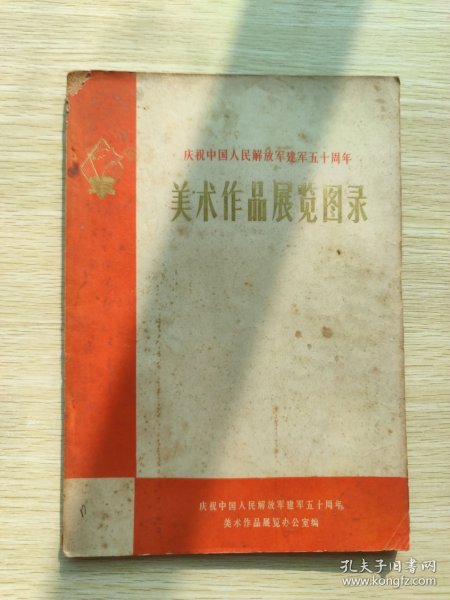 庆祝中国人民解放军建军五十周年
美术作品展览图录
庆祝中国人民解放军建军五十周年
美术作品展览办公室编
孔夫子旧书网
www.kongfz.com